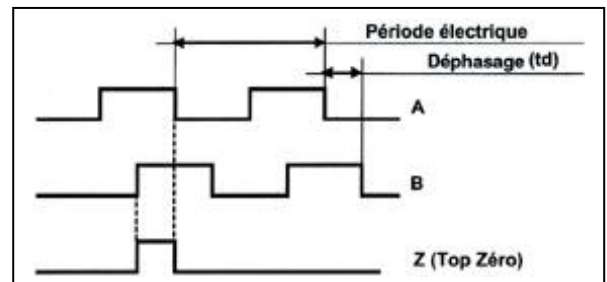 Période électrique
Déphasage (td)
A
B
Z (Top Zéro)